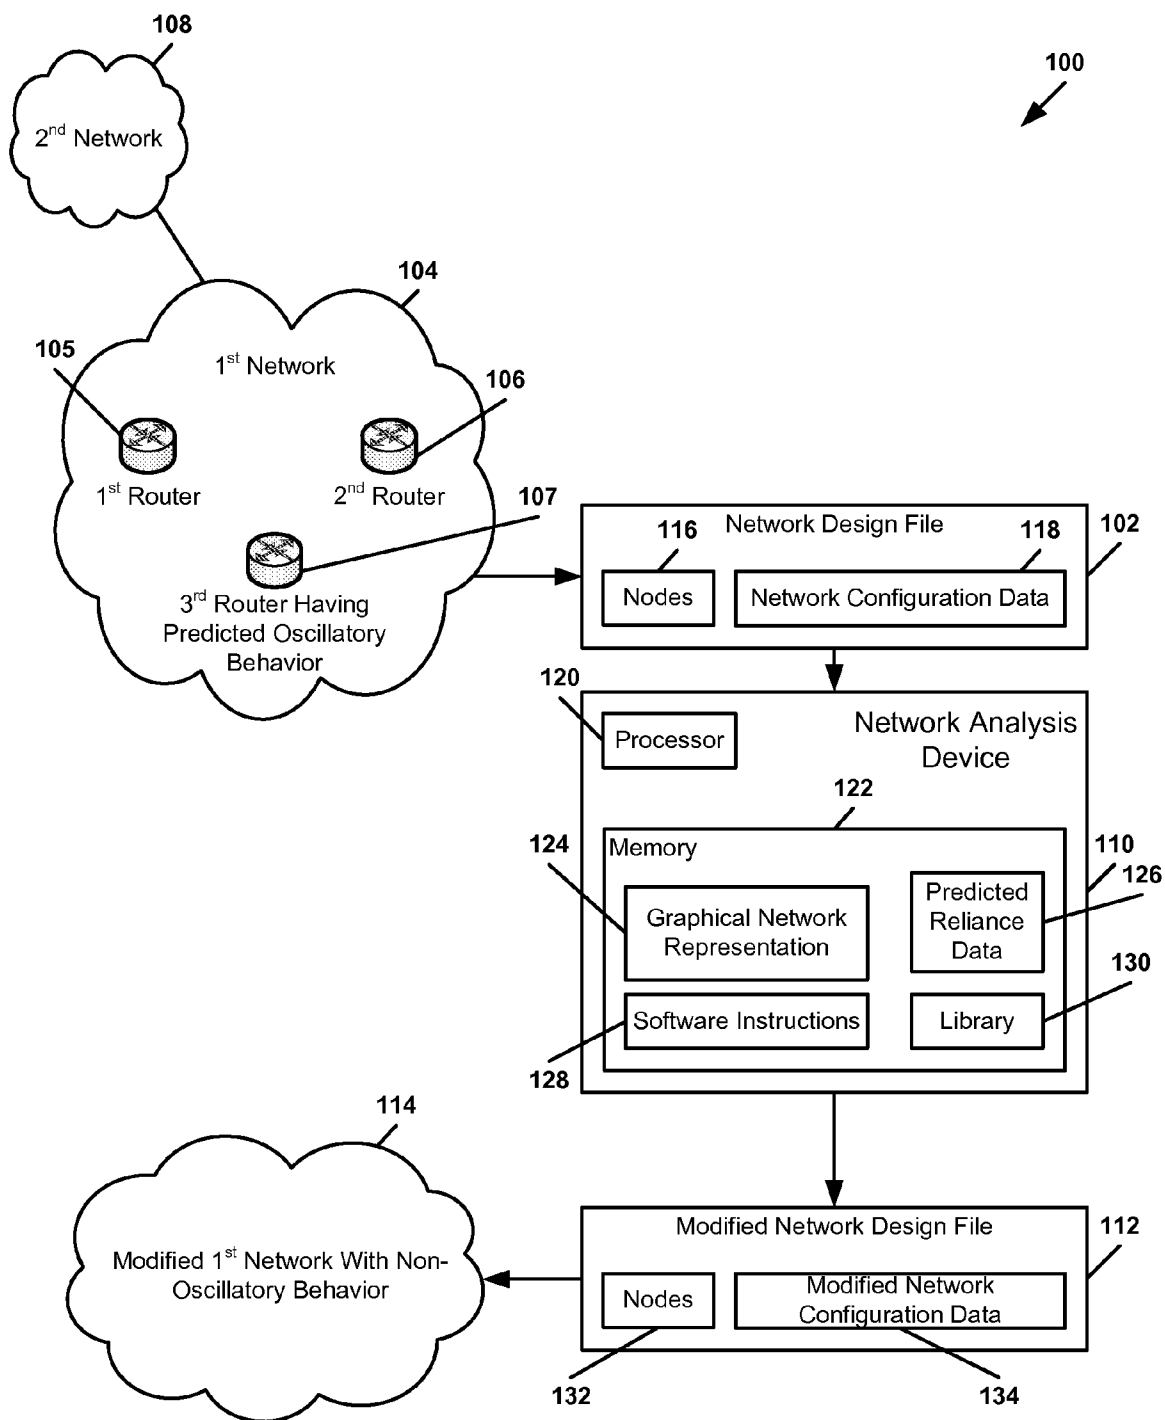 108
100
2nd Network
104
105
1st Network
106
1st Router
2nd Router
107
3rd Router Having
Predicted Oscillatory
Behavior
Network Design File
116
118
102
Nodes
Network Configuration Data
120
Processor
Network Analysis
Device
122
124
Memory
110
126
Graphical Network
Representation
Predicted
Reliance
Data
130
Software Instructions
Library
128
114
Modified 1st Network With Non-
Oscillatory Behavior
Modified Network Design File
112
Nodes
Modified Network
Configuration Data
132
134